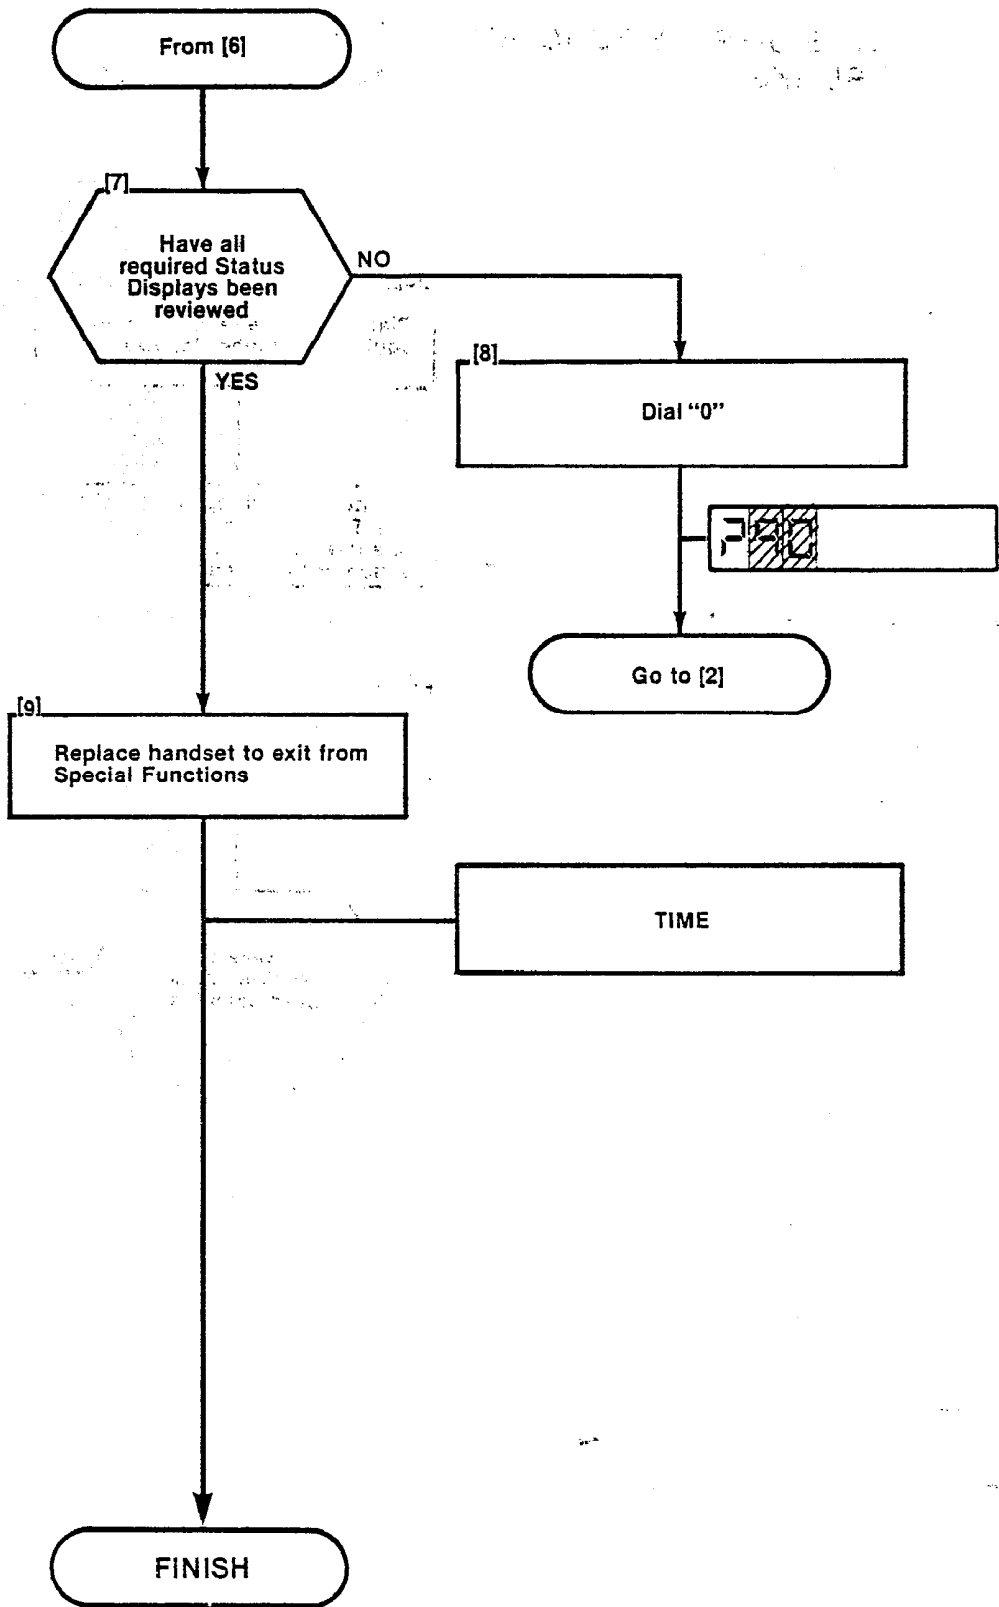 From [6]
[7]
Have all
required Status
Displays been
reviewed
NO
YES
[8]
Dial "0"
Go to [2]
[9]
Replace handset to exit from
Special Functions
TIME
FINISH